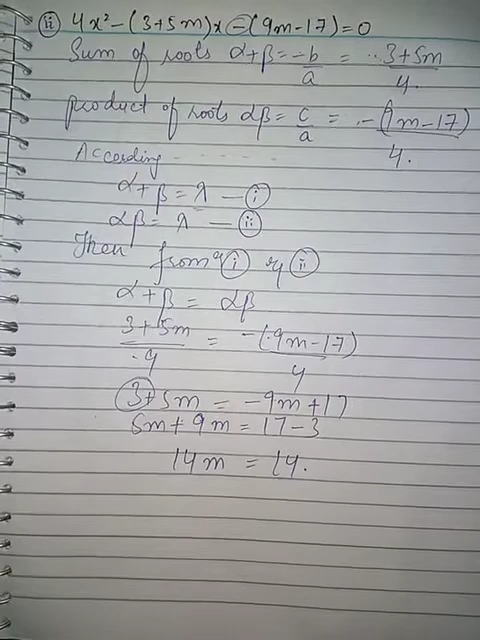 (ii) 4x² - (3+5m)x - (9m-17) = 0
Sum of roots α+β = -b/a = 3+5m/4.
product of roots αβ = c/a = -(9m-17)/4.
According - - - - - -
α+β = λ — (i)
αβ = λ — (ii)
Then from (i) (ii)
α+β = αβ
3+5m/4 = -(9m-17)/4
3+5m = -9m+17
5m+9m = 17-3
14m = 14.